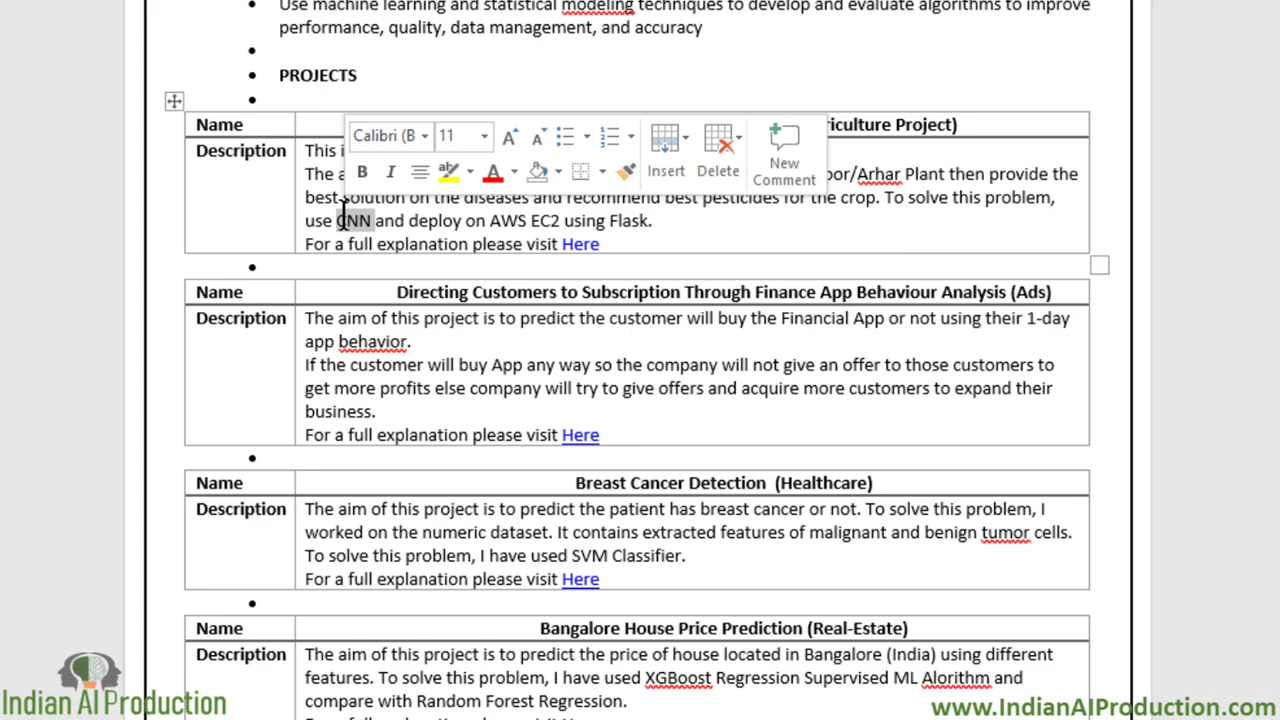 Use machine learning and statistical modeling techniques to develop and evaluate algorithms to improve
performance, quality, data management, and accuracy
PROJECTS
Name
riculture Project)
Calibri (B
11
B I A
Insert
Delete
New
Comment
Description
This i
The a
oor/Arhar Plant then provide the
best solution on the diseases and recommend best pesticides for the crop. To solve this problem,
use CNN and deploy on AWS EC2 using Flask.
For a full explanation please visit Here
Name
Directing Customers to Subscription Through Finance App Behaviour Analysis (Ads)
Description
The aim of this project is to predict the customer will buy the Financial App or not using their 1-day
app behavior.
If the customer will buy App any way so the company will not give an offer to those customers to
get more profits else company will try to give offers and acquire more customers to expand their
business.
For a full explanation please visit Here
Name
Breast Cancer Detection (Healthcare)
Description
The aim of this project is to predict the patient has breast cancer or not. To solve this problem, I
worked on the numeric dataset. It contains extracted features of malignant and benign tumor cells.
To solve this problem, I have used SVM Classifier.
For a full explanation please visit Here
Name
Bangalore House Price Prediction (Real-Estate)
Description
The aim of this project is to predict the price of house located in Bangalore (India) using different
features. To solve this problem, I have used XGBoost Regression Supervised ML Alorithm and
compare with Random Forest Regression.
Indian AI Production
www.IndianAIProduction.com